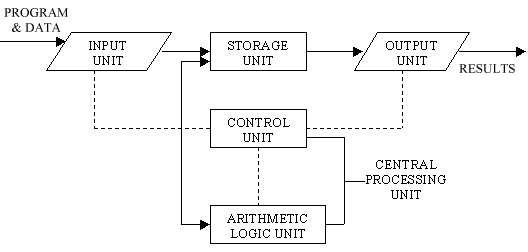 PROGRAM
& DATA
INPUT
UNIT
STORAGE
UNIT
OUTPUT
UNIT
RESULTS
CONTROL
UNIT
CENTRAL
PROCESSING
UNIT
ARITHMETIC
LOGIC UNIT